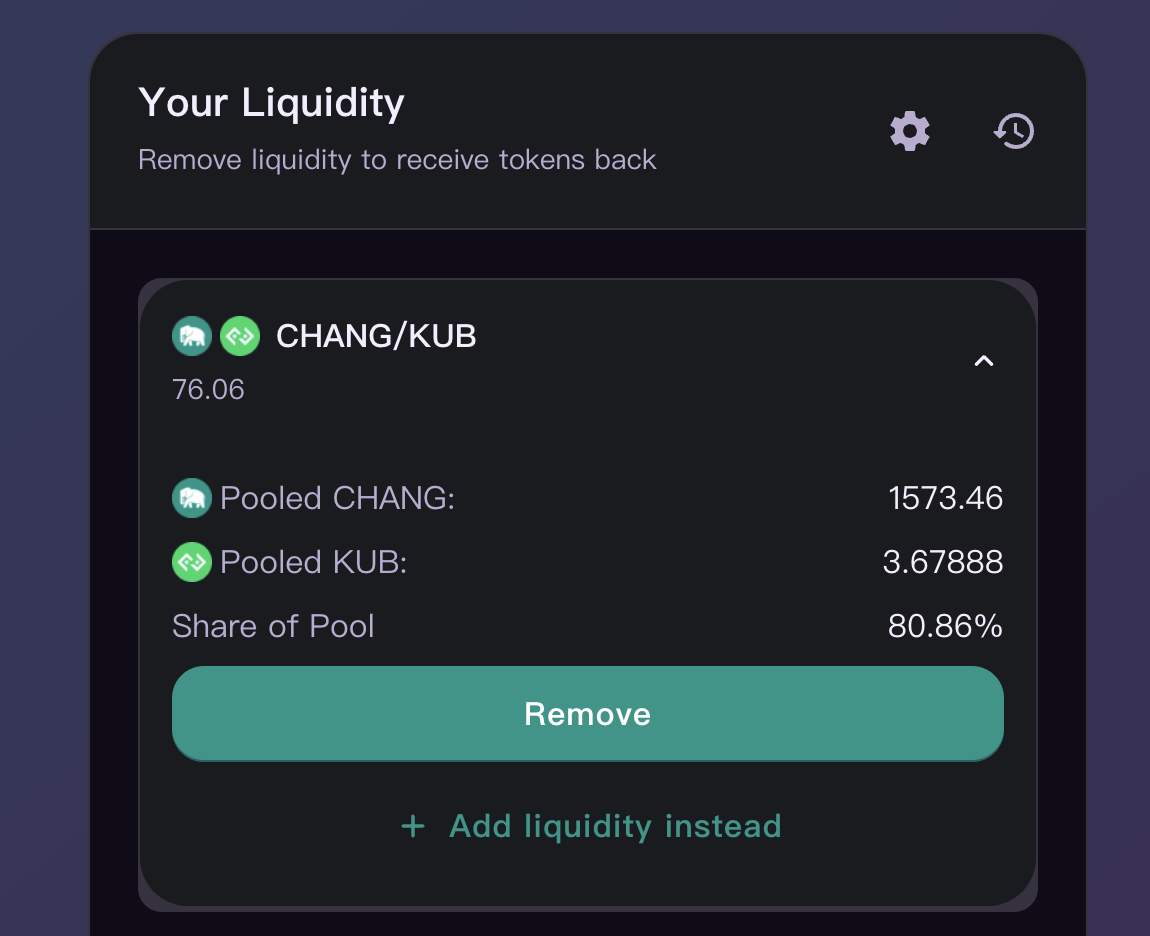 Your Liquidity
Remove liquidity to receive tokens back
CHANG/KUB
76.06
Pooled CHANG: 1573.46
Pooled KUB: 3.67888
Share of Pool 80.86%
Remove
+ Add liquidity instead